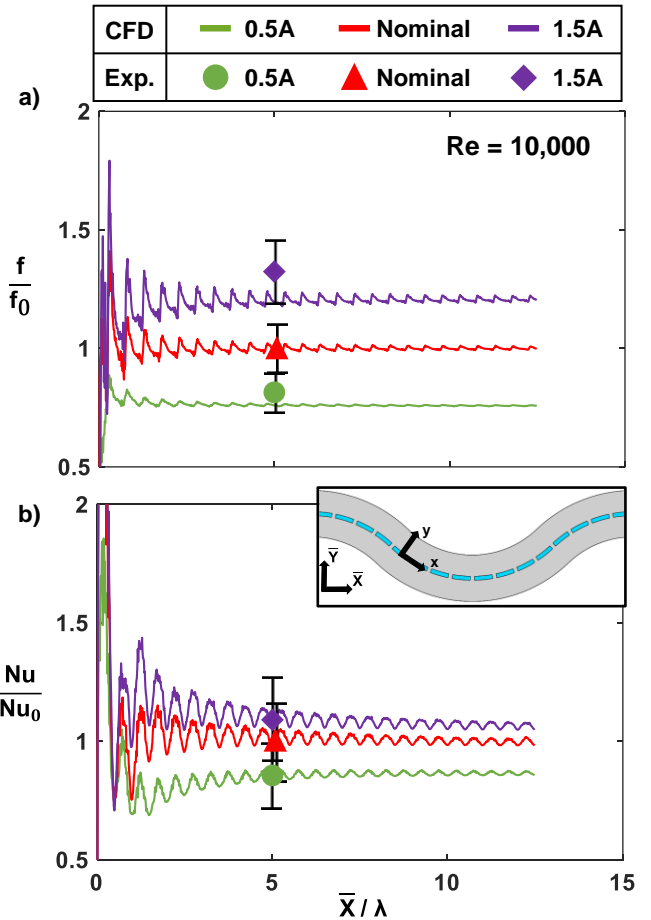 CFD 0.5A Nominal 1.5A
Exp. 0.5A Nominal 1.5A
a)
2
Re = 10,000
1.5
f
f0
1
0.5
b)
2
y
Y
x
X
1.5
Nu
Nu0
1
0.5
0 5 10 15
X / λ